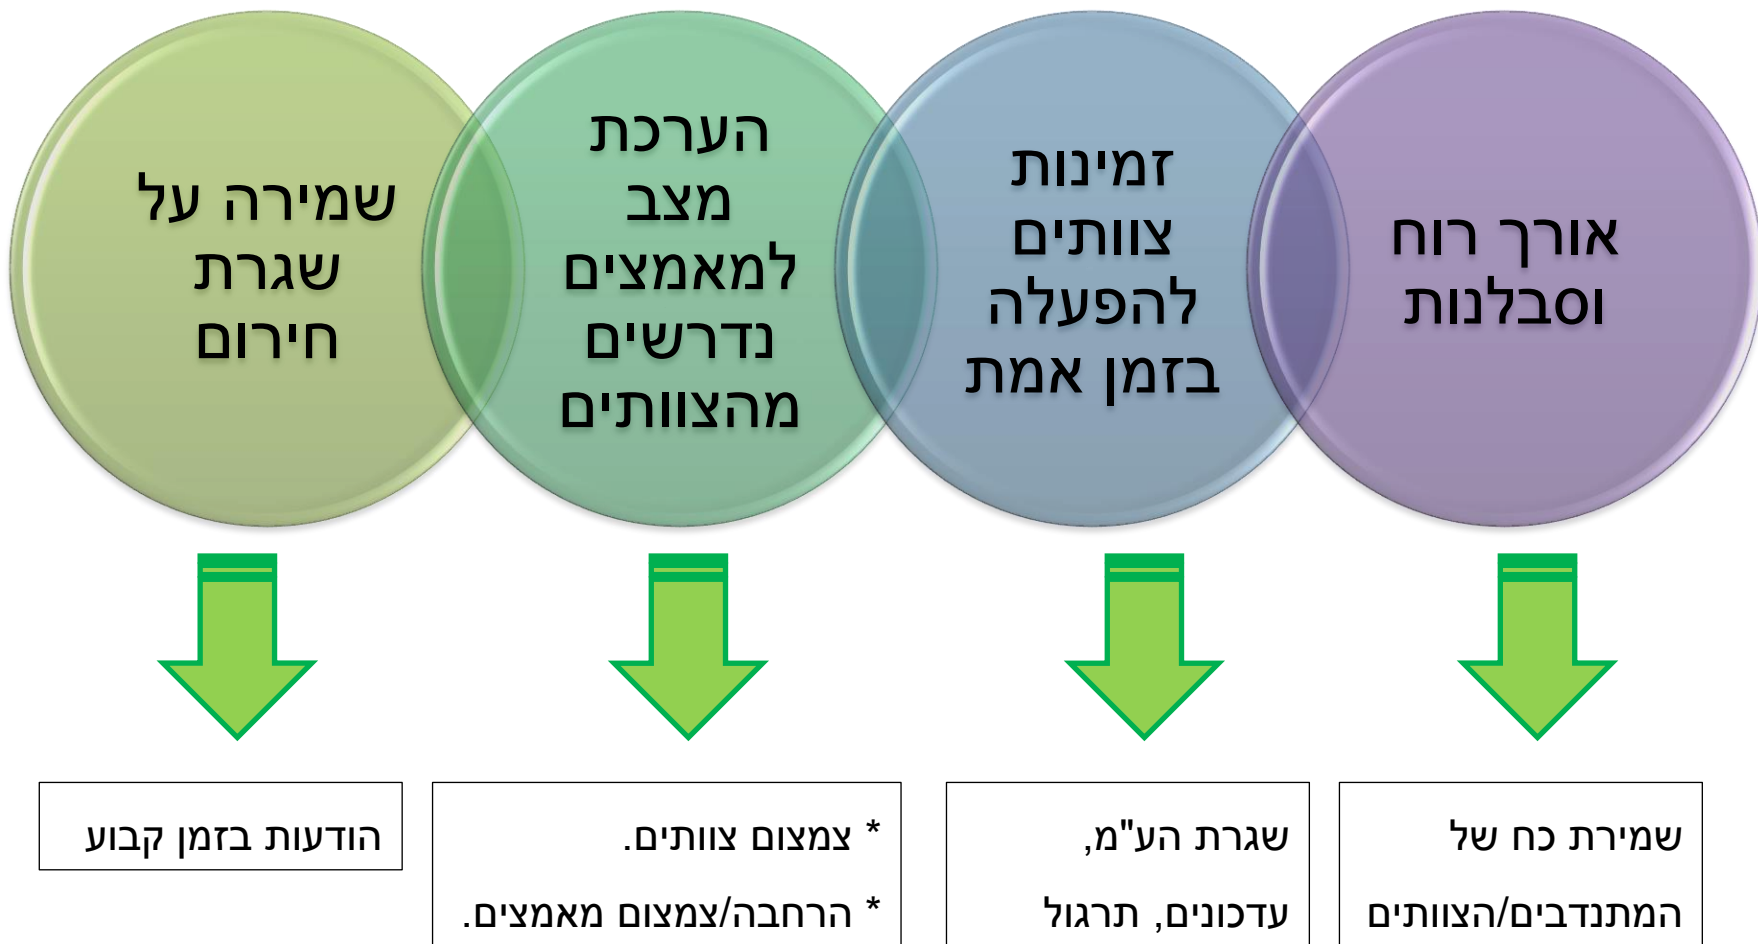 אורך רוח
וסבלנות
זמינות
צוותים
להפעלה
בזמן אמת
הערכת
מצב
למאמצים
נדרשים
מהצוותים
שמירה על
שגרת
חירום
שמירת כח של
המתנדבים/הצוותים
שגרת הע"מ,
עדכונים, תרגול
* צמצום צוותים.
* הרחבה/צמצום מאמצים.
הודעות בזמן קבוע